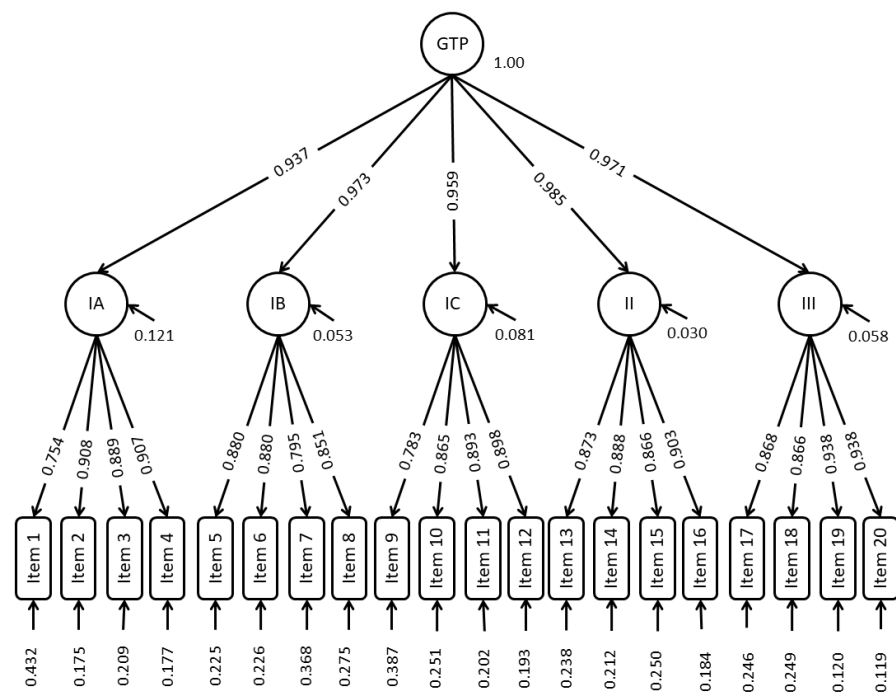 GTP
1.00
0.937
0.973
0.959
0.985
0.971
IA
IB
IC
II
III
0.121
0.053
0.081
0.030
0.058
0.754
0.908
0.889
0.907
0.880
0.880
0.795
0.851
0.783
0.865
0.893
0.898
0.873
0.888
0.866
0.903
0.868
0.866
0.938
0.938
Item 1
Item 2
Item 3
Item 4
Item 5
Item 6
Item 7
Item 8
Item 9
Item 10
Item 11
Item 12
Item 13
Item 14
Item 15
Item 16
Item 17
Item 18
Item 19
Item 20
0.432
0.175
0.209
0.177
0.225
0.226
0.368
0.275
0.387
0.251
0.202
0.193
0.238
0.212
0.250
0.184
0.246
0.249
0.120
0.119